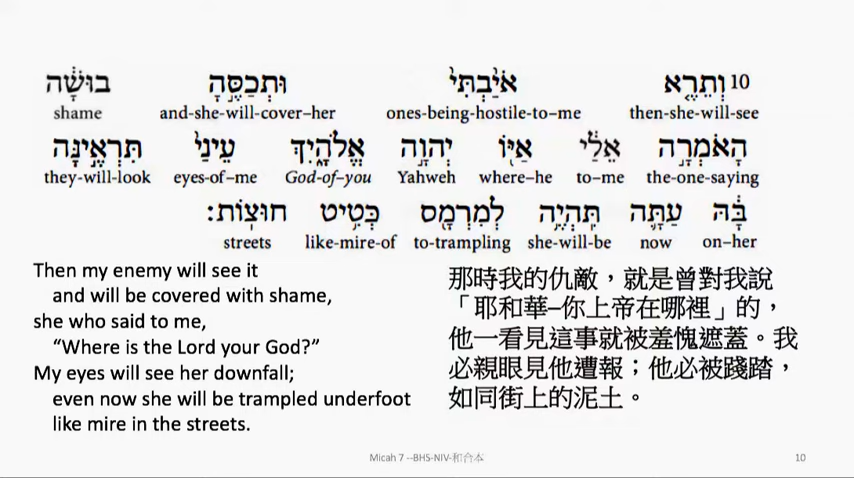 10 וְתֵרֶ֤א אֹיַ֙בְתִּי֙ וּתְכַסֶּ֣הָ בוּשָׁ֔ה
then-she-will-see ones-being-hostile-to–me and-she-will-cover–her shame
הָאֹמְרָ֣ה אֵלַ֔י אַיּ֖וֹ יְהוָ֣ה אֱלֹהָ֑יִךְ עֵינַי֙ תִּרְאֶ֣ינָּה
the-one-saying to–me where–he Yahweh God-of–you eyes-of–me they-will-look
בָּ֔הּ עַתָּ֛ה תִּֽהְיֶ֥ה לְמִרְמָ֖ס כְּטִ֥יט חוּצֽוֹת׃
on–her now she-will-be to-trampling like-mire-of streets
Then my enemy will see it
and will be covered with shame,
she who said to me,
“Where is the Lord your God?”
My eyes will see her downfall;
even now she will be trampled underfoot
like mire in the streets.
那時我的仇敵，就是曾對我說
「耶和華–你上帝在哪裡」的，
他一看見這事就被羞愧遮蓋。我
必親眼見他遭報；他必被踐踏，
如同街上的泥土。
Micah 7 --BHS-NIV-和合本
10